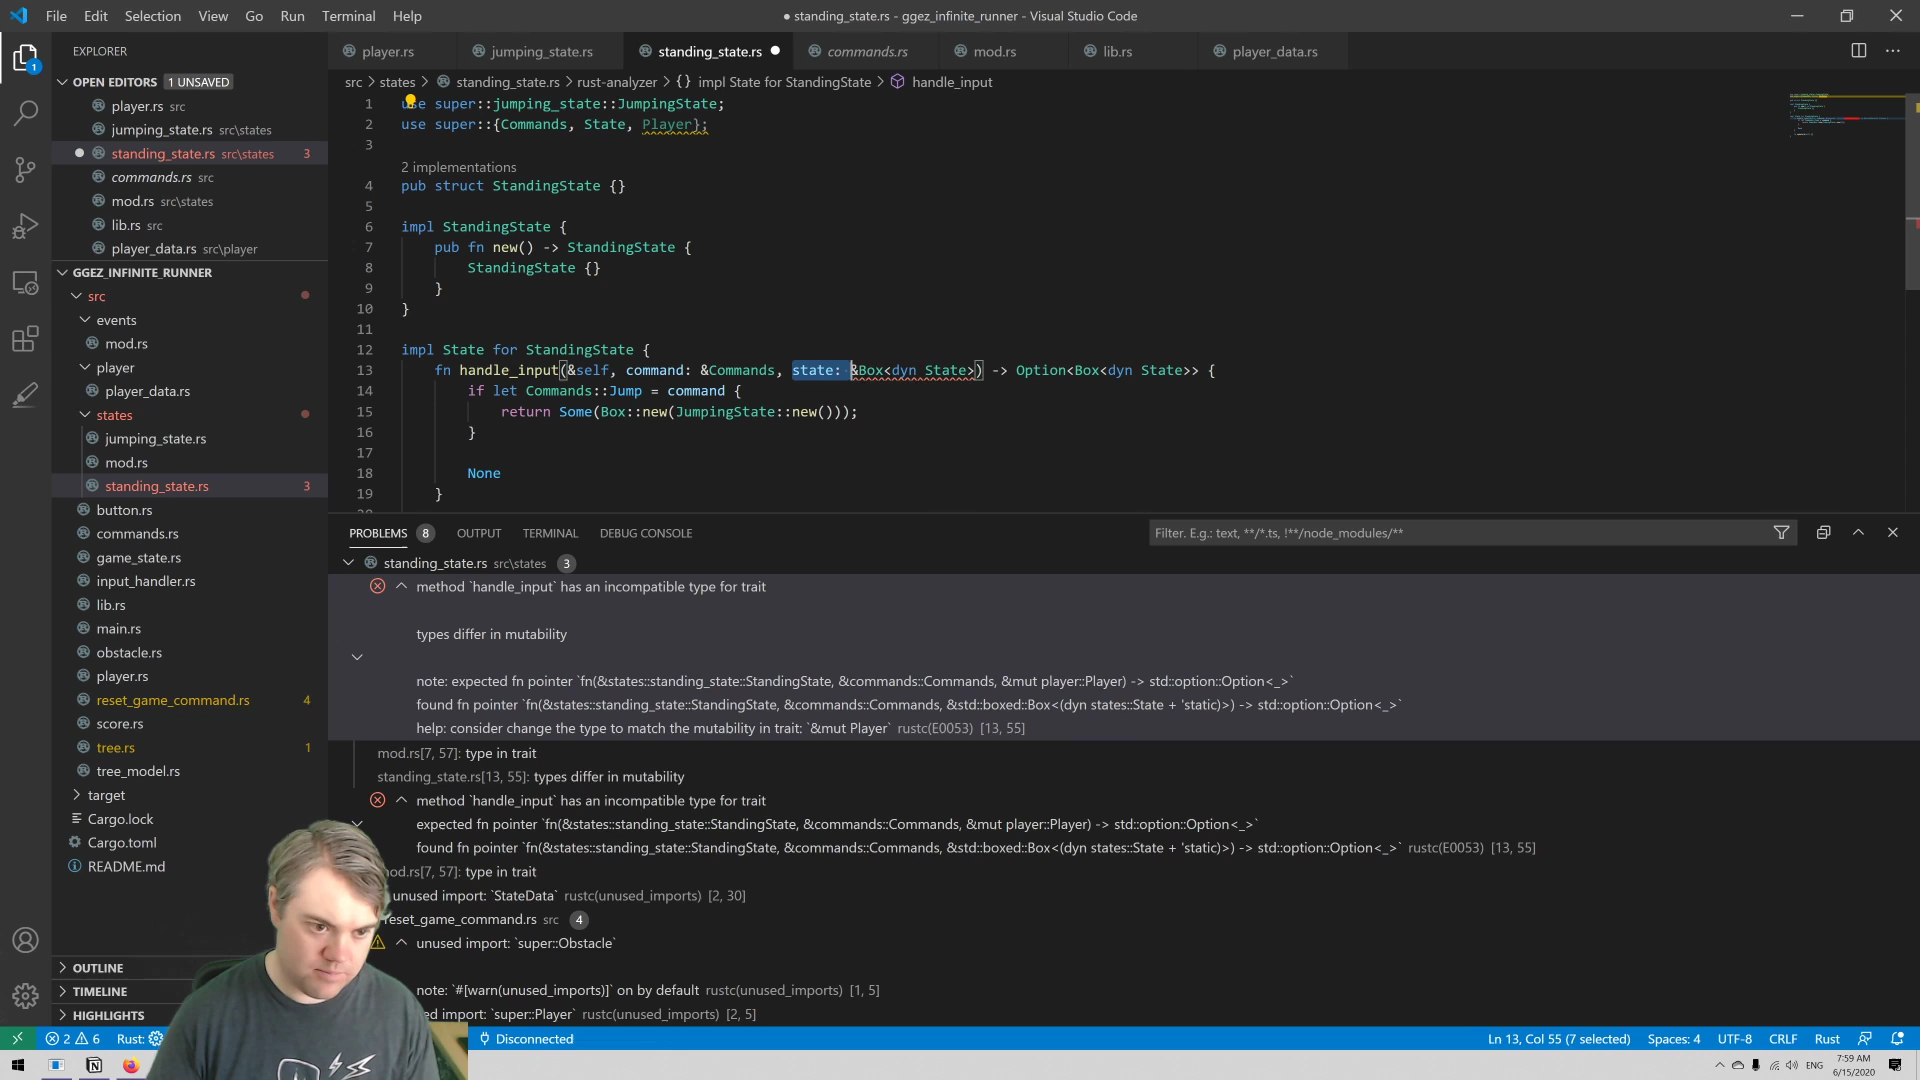 File Edit Selection View Go Run Terminal Help
● standing_state.rs - ggez_infinite_runner - Visual Studio Code
EXPLORER
player.rs jumping_state.rs standing_state.rs commands.rs mod.rs lib.rs player_data.rs
OPEN EDITORS 1 UNSAVED
player.rs src
jumping_state.rs src\states
standing_state.rs src\states 3
commands.rs src
mod.rs src\states
lib.rs src
player_data.rs src\player
GGEZ_INFINITE_RUNNER
src
events
mod.rs
player
player_data.rs
states
jumping_state.rs
mod.rs
standing_state.rs 3
button.rs
commands.rs
game_state.rs
input_handler.rs
lib.rs
main.rs
obstacle.rs
player.rs
reset_game_command.rs 4
score.rs
tree.rs 1
tree_model.rs
target
Cargo.lock
Cargo.toml
README.md
OUTLINE
TIMELINE
HIGHLIGHTS
src > states > standing_state.rs > rust-analyzer > {} impl State for StandingState > handle_input
1 use super::jumping_state::JumpingState;
2 use super::{Commands, State, Player};
3
2 implementations
4 pub struct StandingState {}
5
6 impl StandingState {
7 pub fn new() -> StandingState {
8 StandingState {}
9 }
10 }
11
12 impl State for StandingState {
13 fn handle_input(&self, command: &Commands, state: &Box<dyn State>) -> Option<Box<dyn State>> {
14 if let Commands::Jump = command {
15 return Some(Box::new(JumpingState::new()));
16 }
17
18 None
19 }
PROBLEMS 8 OUTPUT TERMINAL DEBUG CONSOLE
Filter. E.g.: text, **/*.ts, !**/node_modules/**
standing_state.rs src\states 3
method `handle_input` has an incompatible type for trait
types differ in mutability
note: expected fn pointer `fn(&states::standing_state::StandingState, &commands::Commands, &mut player::Player) -> std::option::Option<_>`
found fn pointer `fn(&states::standing_state::StandingState, &commands::Commands, &std::boxed::Box<(dyn states::State + 'static)>) -> std::option::Option<_>`
help: consider change the type to match the mutability in trait: `&mut Player` rustc(E0053) [13, 55]
mod.rs[7, 57]: type in trait
standing_state.rs[13, 55]: types differ in mutability
method `handle_input` has an incompatible type for trait
expected fn pointer `fn(&states::standing_state::StandingState, &commands::Commands, &mut player::Player) -> std::option::Option<_>`
found fn pointer `fn(&states::standing_state::StandingState, &commands::Commands, &std::boxed::Box<(dyn states::State + 'static)>) -> std::option::Option<_>` rustc(E0053) [13, 55]
mod.rs[7, 57]: type in trait
unused import: `StateData` rustc(unused_imports) [2, 30]
reset_game_command.rs src 4
unused import: `super::Obstacle`
note: `#[warn(unused_imports)]` on by default rustc(unused_imports) [1, 5]
import: `super::Player` rustc(unused_imports) [2, 5]
2 6 Rust: Disconnected
Ln 13, Col 55 (7 selected) Spaces: 4 UTF-8 CRLF Rust
ENG 7:59 AM
6/15/2020